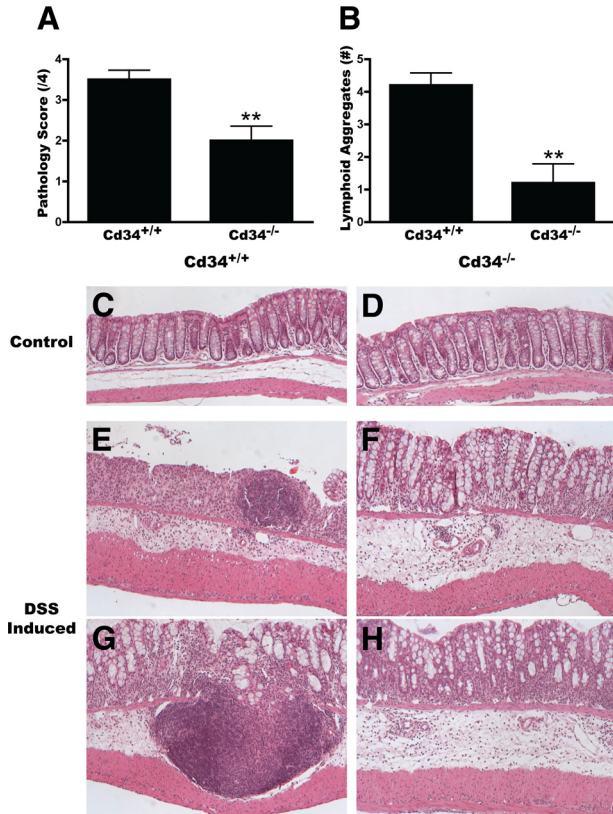 A
Pathology Score (/4)
4
3
2
1
0
**
Cd34+/+
Cd34-/-
B
Lymphoid Aggregates (#)
5
4
3
2
1
0
**
Cd34+/+
Cd34-/-
Cd34+/+
Cd34-/-
Control
C
D
DSS
Induced
E
F
G
H